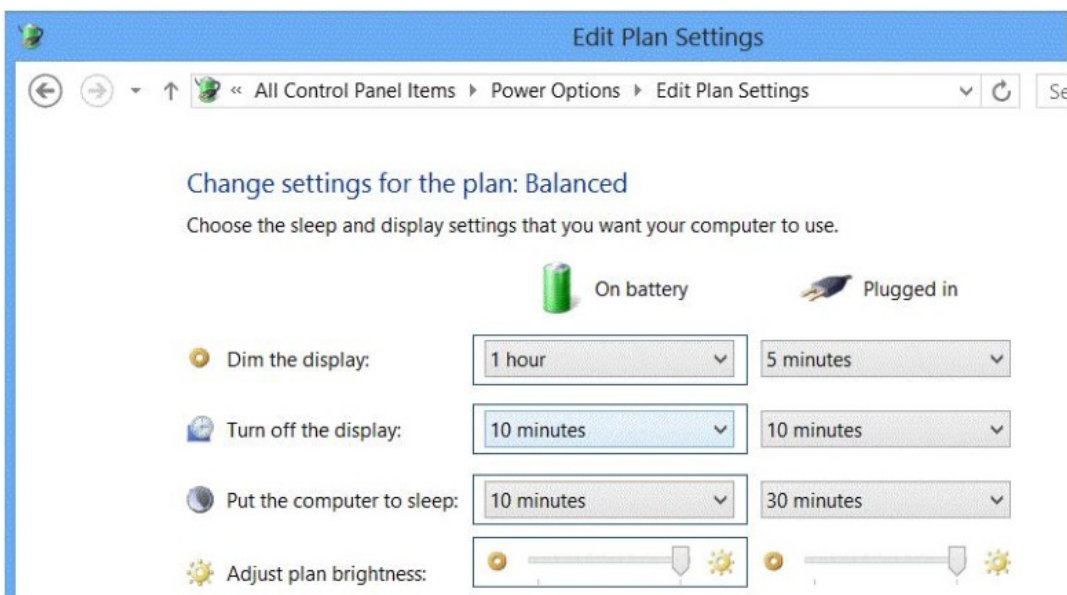 Edit Plan Settings
« All Control Panel Items Power Options Edit Plan Settings Se
Change settings for the plan: Balanced
Choose the sleep and display settings that you want your computer to use.
On battery Plugged in
Dim the display: 1 hour 5 minutes
Turn off the display: 10 minutes 10 minutes
Put the computer to sleep: 10 minutes 30 minutes
Adjust plan brightness: